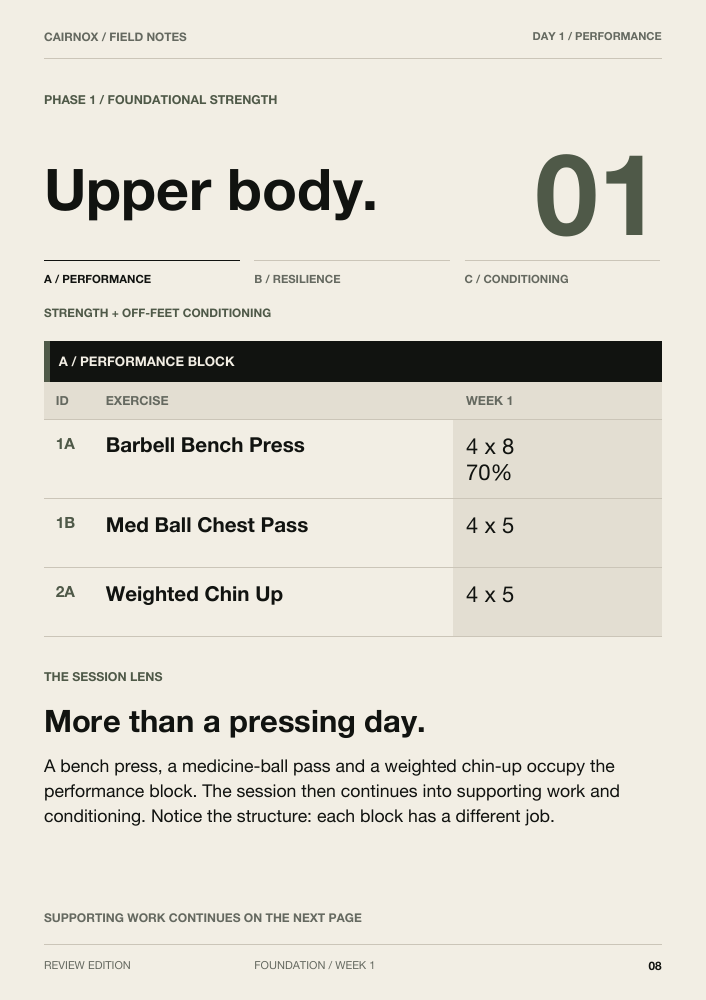 CAIRNOX / FIELD NOTES
DAY 1 / PERFORMANCE
PHASE 1 / FOUNDATIONAL STRENGTH
Upper body.
01
A / PERFORMANCE
B / RESILIENCE
C / CONDITIONING
STRENGTH + OFF-FEET CONDITIONING
A / PERFORMANCE BLOCK
ID EXERCISE WEEK 1
1A Barbell Bench Press 4 x 8
70%
1B Med Ball Chest Pass 4 x 5
2A Weighted Chin Up 4 x 5
THE SESSION LENS
More than a pressing day.
A bench press, a medicine-ball pass and a weighted chin-up occupy the
performance block. The session then continues into supporting work and
conditioning. Notice the structure: each block has a different job.
SUPPORTING WORK CONTINUES ON THE NEXT PAGE
REVIEW EDITION
FOUNDATION / WEEK 1
08